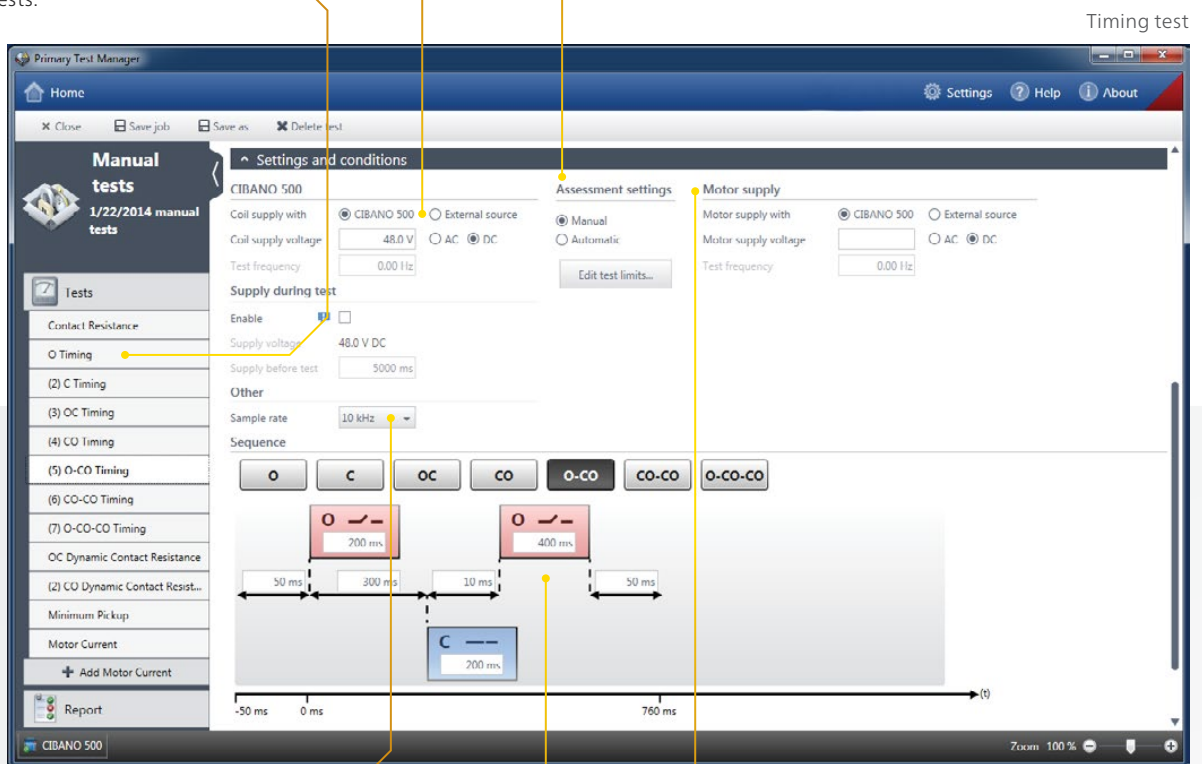 ests.
Timing test
Primary Test Manager
Home
Settings Help About
Close Save job Save as Delete test
Manual tests
1/22/2014 manual tests
Tests
Contact Resistance
O Timing
(2) C Timing
(3) OC Timing
(4) CO Timing
(5) O-CO Timing
(6) CO-CO Timing
(7) O-CO-CO Timing
OC Dynamic Contact Resistance
(2) CO Dynamic Contact Resist...
Minimum Pickup
Motor Current
Add Motor Current
Report
Settings and conditions
CIBANO 500
Coil supply with CIBANO 500 External source
Coil supply voltage 48.0 V AC DC
Test frequency 0.00 Hz
Supply during test
Enable
Supply voltage 48.0 V DC
Supply before test 5000 ms
Other
Sample rate 10 kHz
Assessment settings
Manual
Automatic
Edit test limits...
Motor supply
Motor supply with CIBANO 500 External source
Motor supply voltage AC DC
Test frequency 0.00 Hz
Sequence
O C OC CO O-CO CO-CO O-CO-CO
O O
200 ms 400 ms
50 ms 300 ms 10 ms 50 ms
C
200 ms
(t)
-50 ms 0 ms 760 ms
CIBANO 500
Zoom 100 %